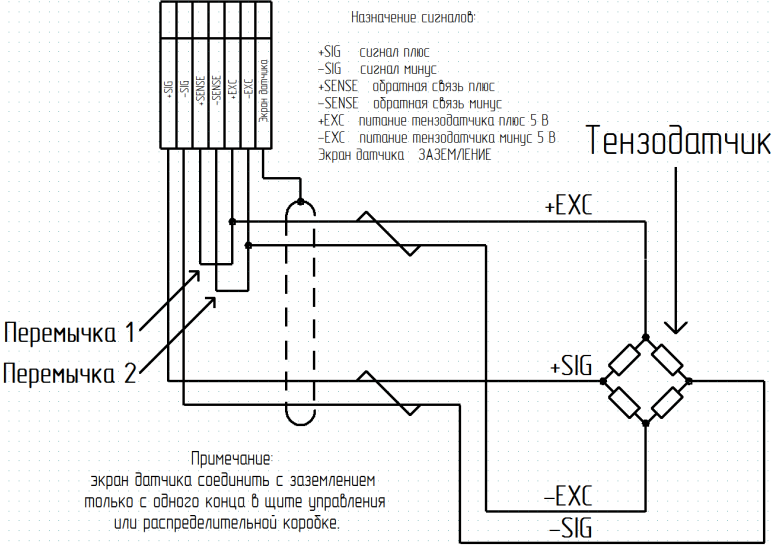 Назначение сигналов:
+SIG сигнал плюс
-SIG сигнал минус
+SENSE обратная связь плюс
-SENSE обратная связь минус
+EXC питание тензодатчика плюс 5 В
-EXC питание тензодатчика минус 5 В
Экран датчика ЗАЗЕМЛЕНИЕ
+SIG
-SIG
+SENSE
-SENSE
+EXC
-EXC
Экран датчика
Тензодатчик
+EXC
Перемычка 1
Перемычка 2
+SIG
-EXC
-SIG
Примечание:
экран датчика соединить с заземлением
только с одного конца в щите управления
или распределительной коробке.